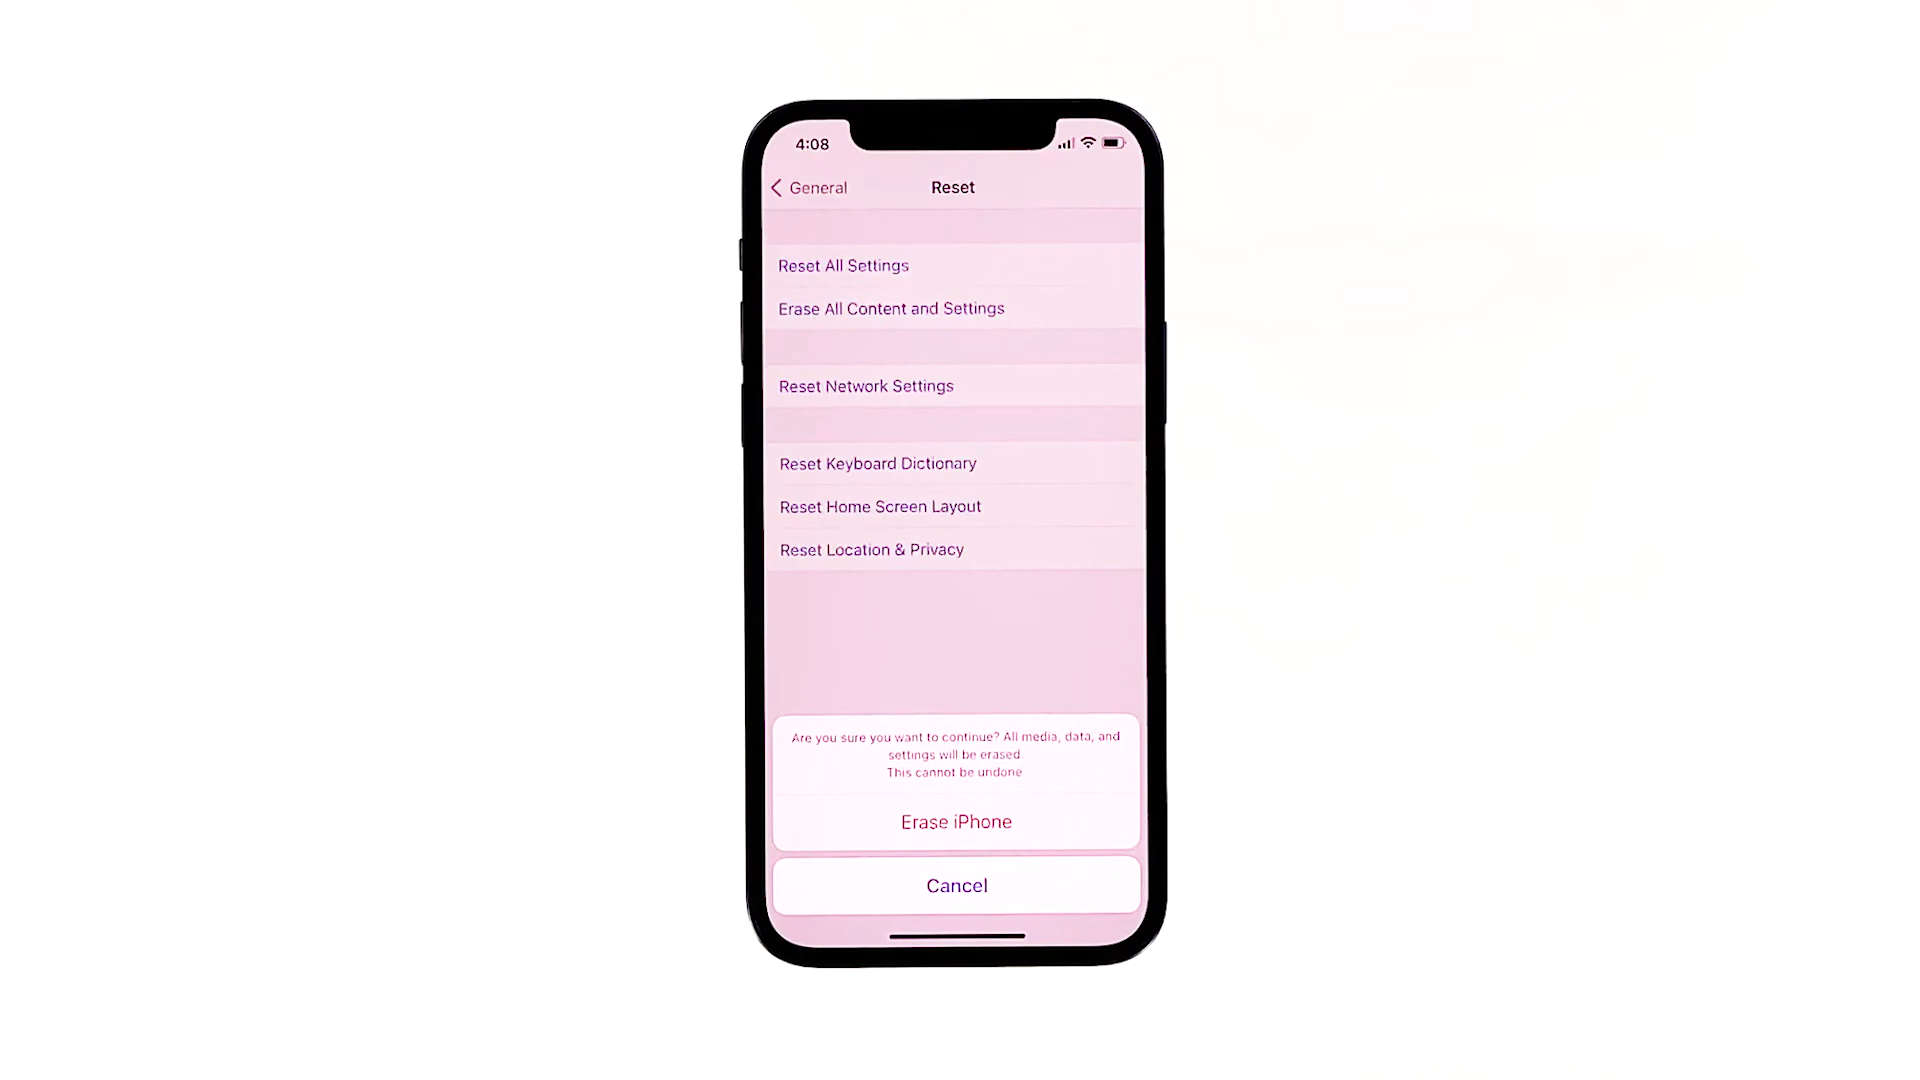 4:08
General
Reset
Reset All Settings
Erase All Content and Settings
Reset Network Settings
Reset Keyboard Dictionary
Reset Home Screen Layout
Reset Location & Privacy
Are you sure you want to continue? All media, data, and
settings will be erased.
This cannot be undone
Erase iPhone
Cancel